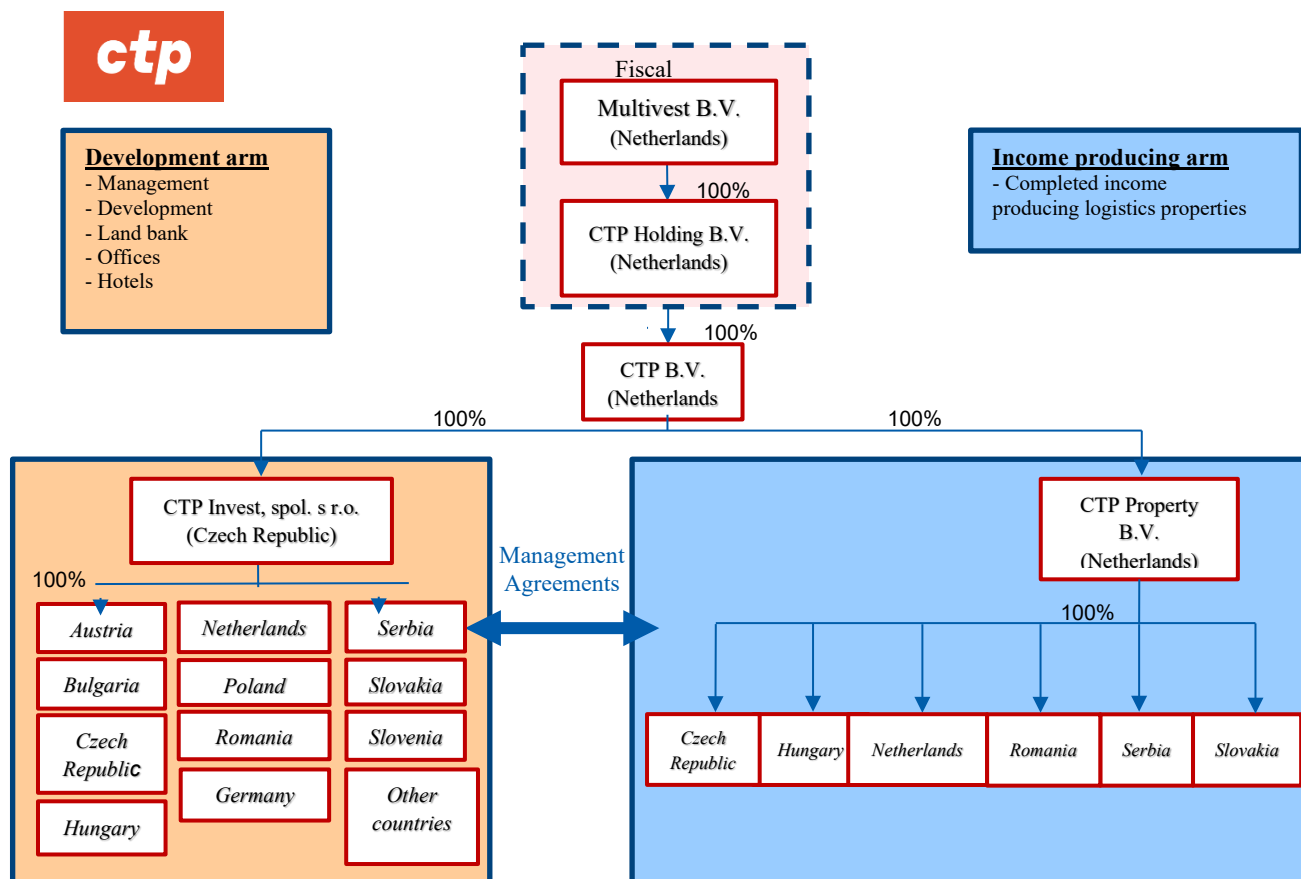 ctp
Fiscal
Multivest B.V.
(Netherlands)
100%
CTP Holding B.V.
(Netherlands)
Development arm
- Management
- Development
- Land bank
- Offices
- Hotels
Income producing arm
- Completed income
producing logistics properties
100%
CTP B.V.
(Netherlands
100%
100%
CTP Invest, spol. s r.o.
(Czech Republic)
100%
Austria
Netherlands
Serbia
Bulgaria
Poland
Slovakia
Czech
Republic
Romania
Slovenia
Hungary
Germany
Other
countries
Management
Agreements
CTP Property
B.V.
(Netherlands)
100%
Czech
Republic
Hungary
Netherlands
Romania
Serbia
Slovakia